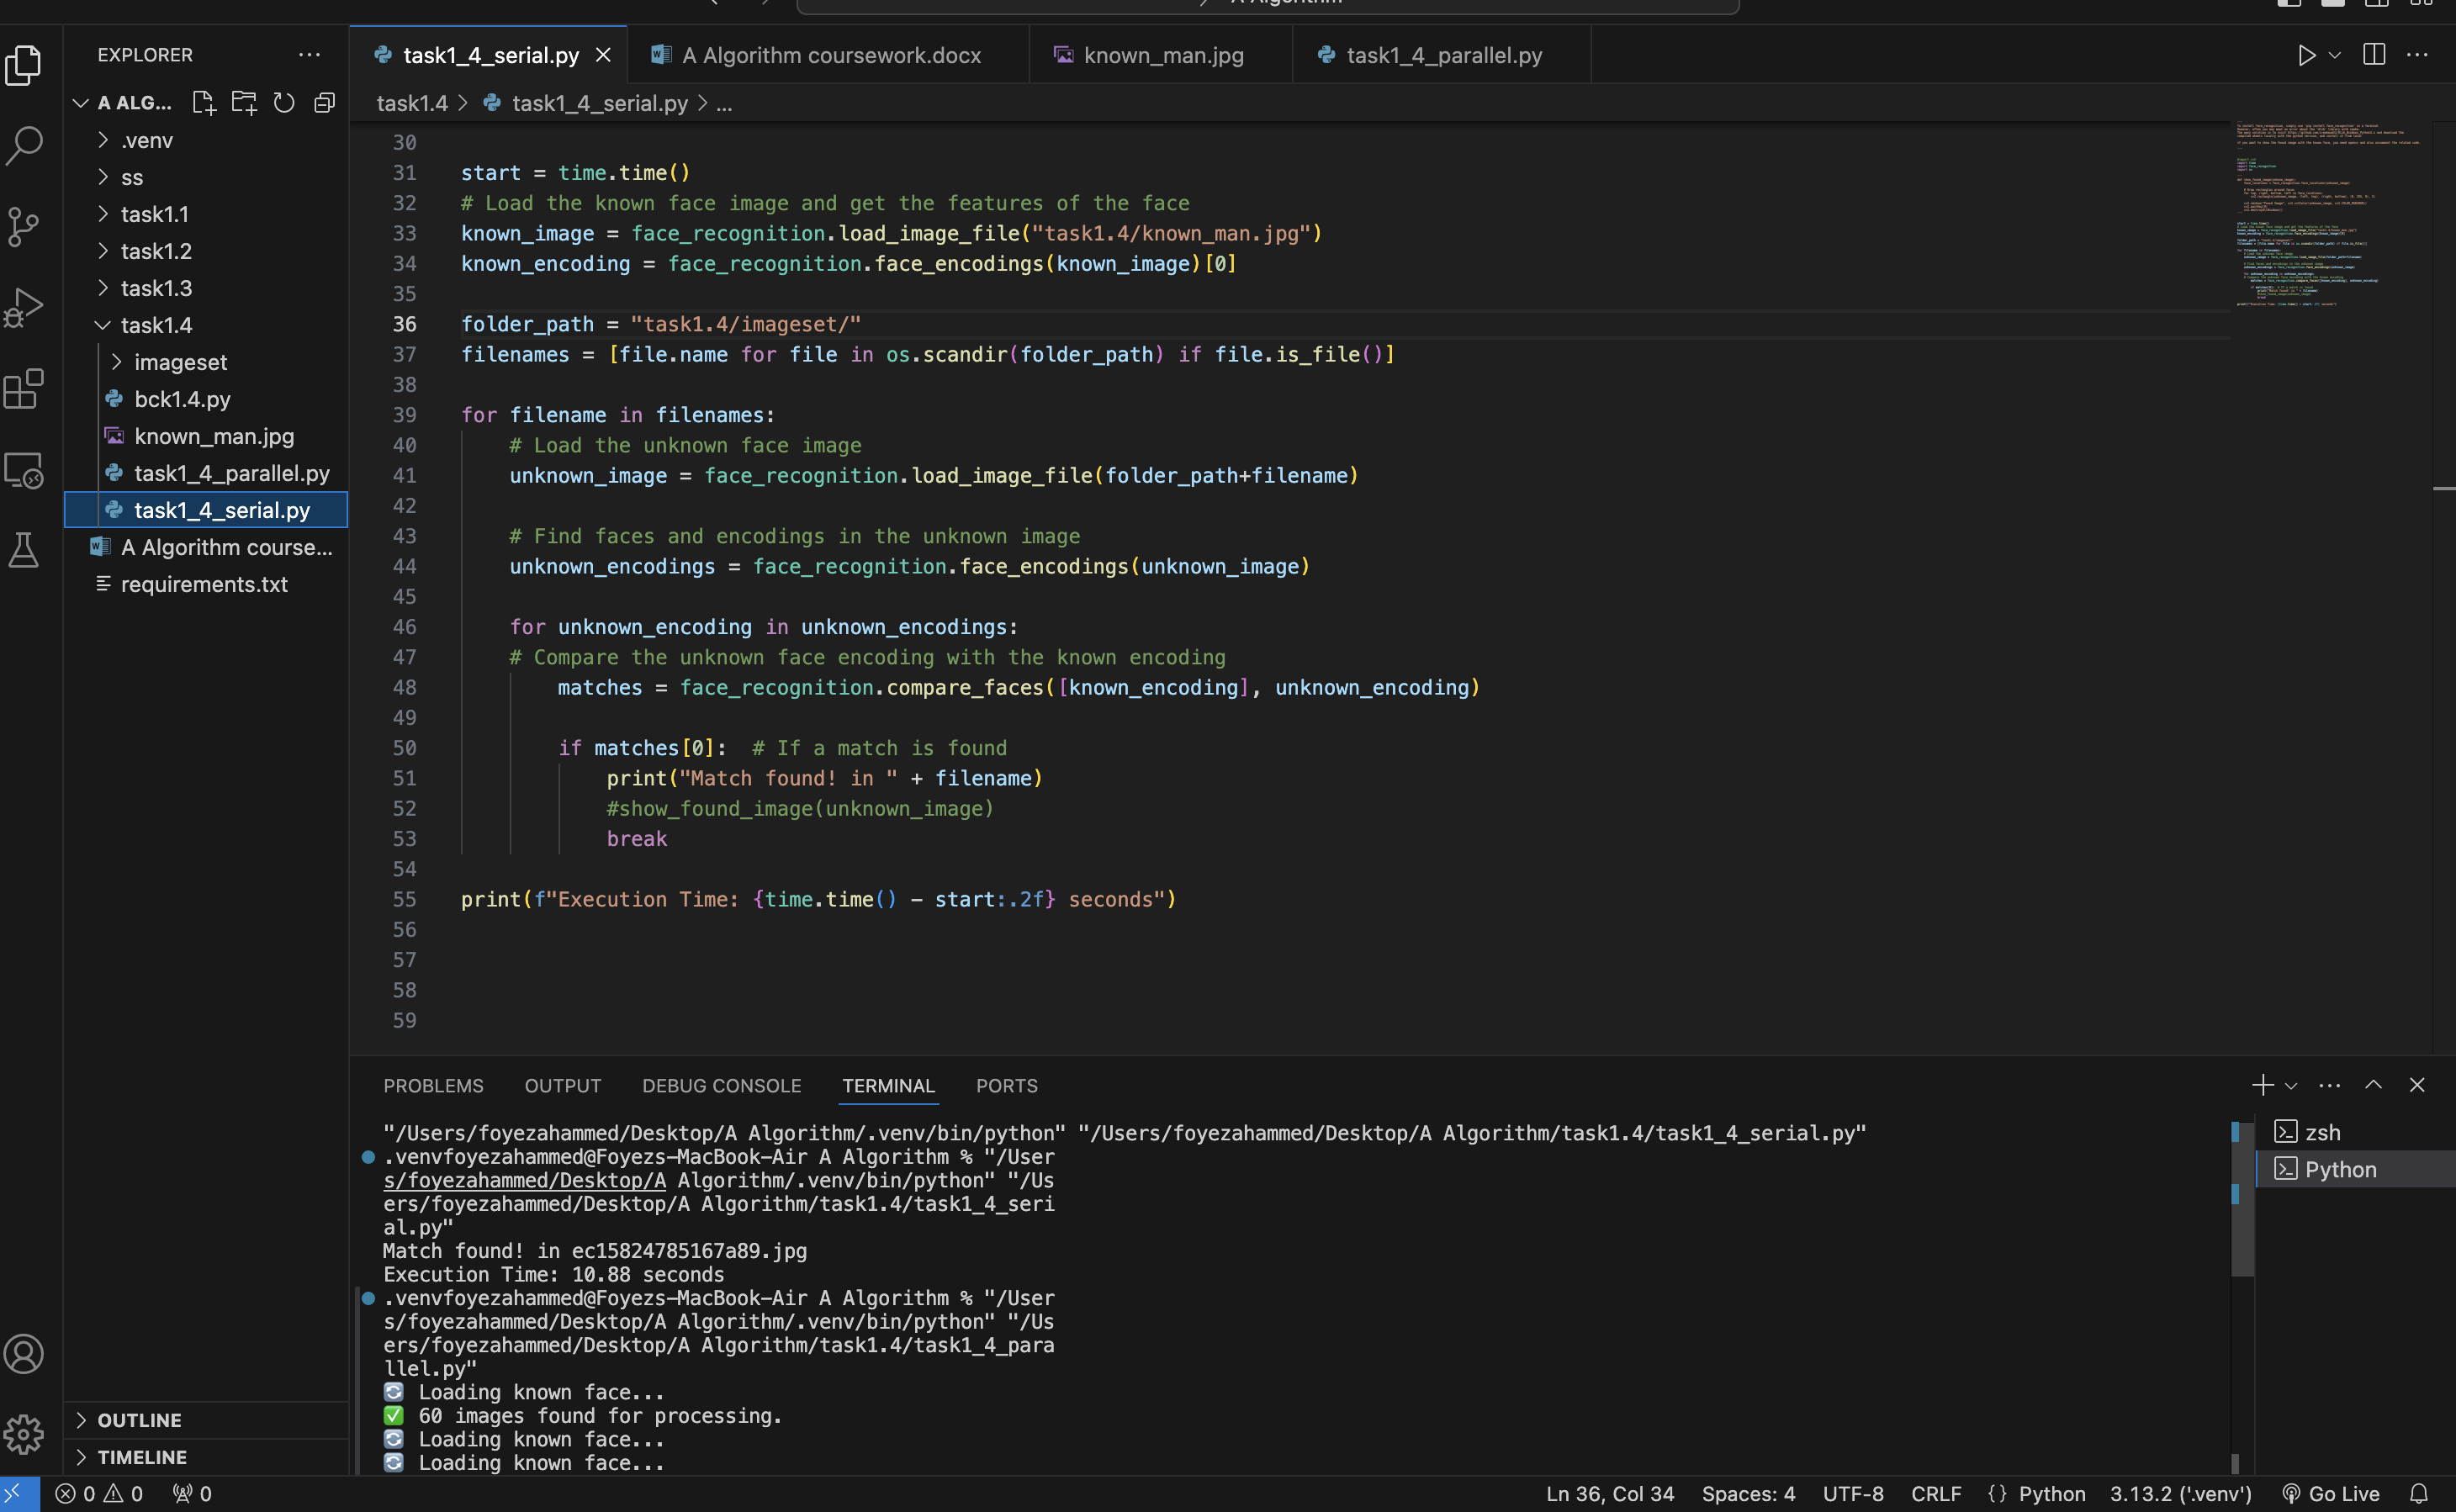 A Algorithm
EXPLORER
task1_4_serial.py
A Algorithm coursework.docx
known_man.jpg
task1_4_parallel.py
A ALG...
task1.4 > task1_4_serial.py > ...
.venv
ss
task1.1
task1.2
task1.3
task1.4
imageset
bck1.4.py
known_man.jpg
task1_4_parallel.py
task1_4_serial.py
A Algorithm course...
requirements.txt
OUTLINE
TIMELINE
30
31 start = time.time()
32 # Load the known face image and get the features of the face
33 known_image = face_recognition.load_image_file("task1.4/known_man.jpg")
34 known_encoding = face_recognition.face_encodings(known_image)[0]
35
36 folder_path = "task1.4/imageset/"
37 filenames = [file.name for file in os.scandir(folder_path) if file.is_file()]
38
39 for filename in filenames:
40     # Load the unknown face image
41     unknown_image = face_recognition.load_image_file(folder_path+filename)
42
43     # Find faces and encodings in the unknown image
44     unknown_encodings = face_recognition.face_encodings(unknown_image)
45
46     for unknown_encoding in unknown_encodings:
47     # Compare the unknown face encoding with the known encoding
48         matches = face_recognition.compare_faces([known_encoding], unknown_encoding)
49
50         if matches[0]:  # If a match is found
51             print("Match found! in " + filename)
52             #show_found_image(unknown_image)
53             break
54
55 print(f"Execution Time: {time.time() - start:.2f} seconds")
56
57
58
59
PROBLEMS OUTPUT DEBUG CONSOLE TERMINAL PORTS
"/Users/foyezahammed/Desktop/A Algorithm/.venv/bin/python" "/Users/foyezahammed/Desktop/A Algorithm/task1.4/task1_4_serial.py"
.venvfoyezahammed@Foyezs-MacBook-Air A Algorithm % "/User
s/foyezahammed/Desktop/A Algorithm/.venv/bin/python" "/Us
ers/foyezahammed/Desktop/A Algorithm/task1.4/task1_4_seri
al.py"
Match found! in ec15824785167a89.jpg
Execution Time: 10.88 seconds
.venvfoyezahammed@Foyezs-MacBook-Air A Algorithm % "/User
s/foyezahammed/Desktop/A Algorithm/.venv/bin/python" "/Us
ers/foyezahammed/Desktop/A Algorithm/task1.4/task1_4_para
llel.py"
🔄 Loading known face...
✅ 60 images found for processing.
🔄 Loading known face...
🔄 Loading known face...
zsh
Python
0 0 0
Ln 36, Col 34 Spaces: 4 UTF-8 CRLF {} Python 3.13.2 ('.venv') Go Live